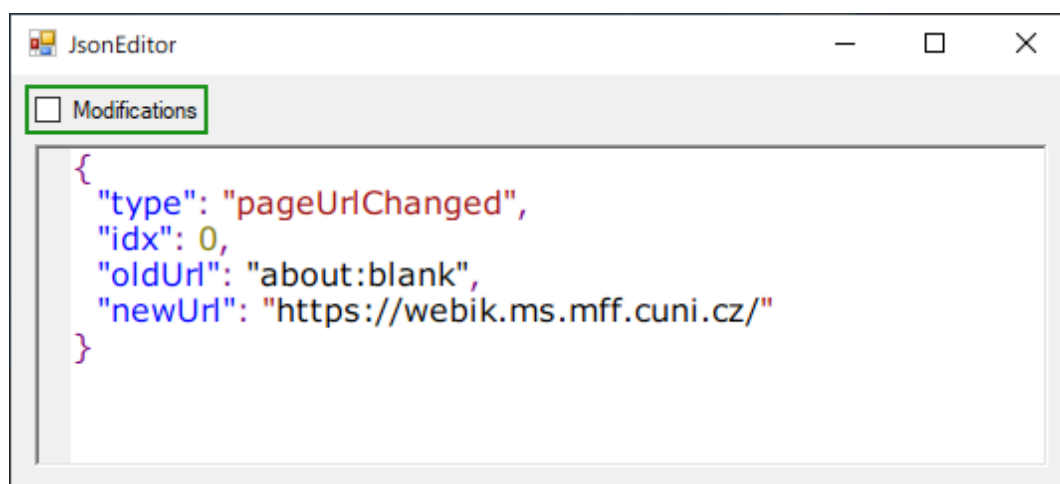 JsonEditor
Modifications
{
"type": "pageUrlChanged",
"idx": 0,
"oldUrl": "about:blank",
"newUrl": "https://webik.ms.mff.cuni.cz/"
}